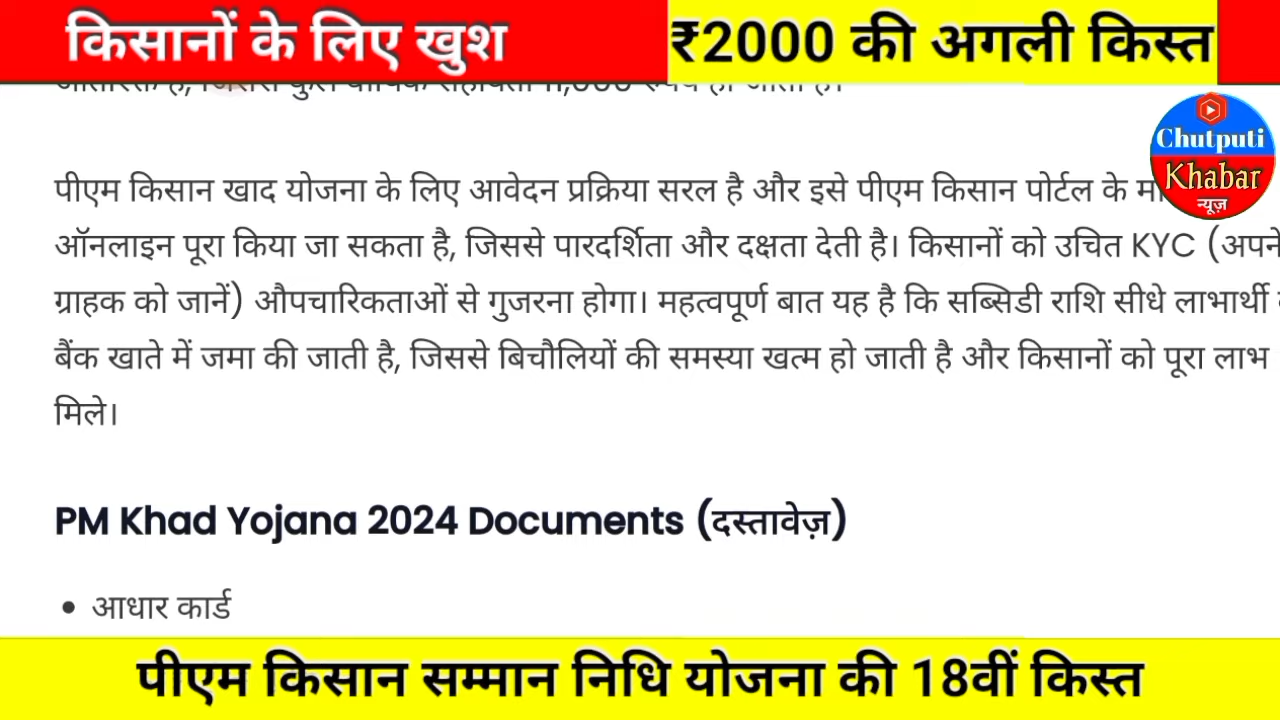 किसानों के लिए खुश
₹2000 की अगली किस्त
Chutputi
Khabar
न्यूज़
पीएम किसान खाद योजना के लिए आवेदन प्रक्रिया सरल है और इसे पीएम किसान पोर्टल के
ऑनलाइन पूरा किया जा सकता है, जिससे पारदर्शिता और दक्षता देती है। किसानों को उचित KYC (अपने
ग्राहक को जानें) औपचारिकताओं से गुजरना होगा। महत्वपूर्ण बात यह है कि सब्सिडी राशि सीधे लाभार्थी
बैंक खाते में जमा की जाती है, जिससे बिचौलियों की समस्या खत्म हो जाती है और किसानों को पूरा लाभ
मिले।
PM Khad Yojana 2024 Documents (दस्तावेज़)
• आधार कार्ड
पीएम किसान सम्मान निधि योजना की 18वीं किस्त